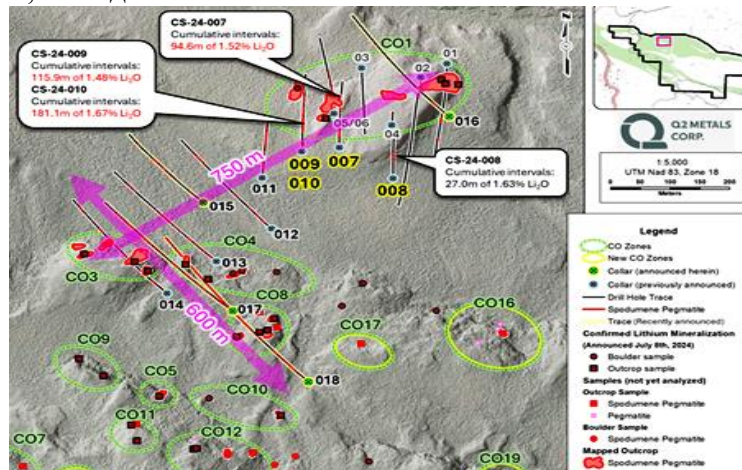 CS-24-007
Cumulative intervals:
94.6m of 1.52% Li₂O
CS-24-009
Cumulative intervals:
115.9m of 1.48% Li₂O
CS-24-010
Cumulative intervals:
181.1m of 1.67% Li₂O
CO1
03
01
02
05/06
04
016
009
010
007
008
011
CS-24-008
Cumulative intervals:
27.0m of 1.63% Li₂O
750 m
015
012
CO3
CO4
013
014
CO8
017
600 m
018
CO16
CO17
CO9
CO5
CO10
CO11
CO12
CO7
CO19
Q2 METALS
CORP.
1:5,000
UTM Nad 83, Zone 18
0
50
100
200
Meters
Legend
CO Zones
New CO Zones
Collar (announced herein)
Collar (previously announced)
Drill Hole Trace
Spodumene Pegmatite
Trace (Recently announced)
Confirmed Lithium Mineralization
(Announced July 8th, 2024)
Boulder sample
Outcrop sample
Samples (not yet analyzed)
Outcrop Sample
Spodumene Pegmatite
Pegmatite
Boulder Sample
Spodumene Pegmatite
Mapped Outcrop
Spodumene Pegmatite